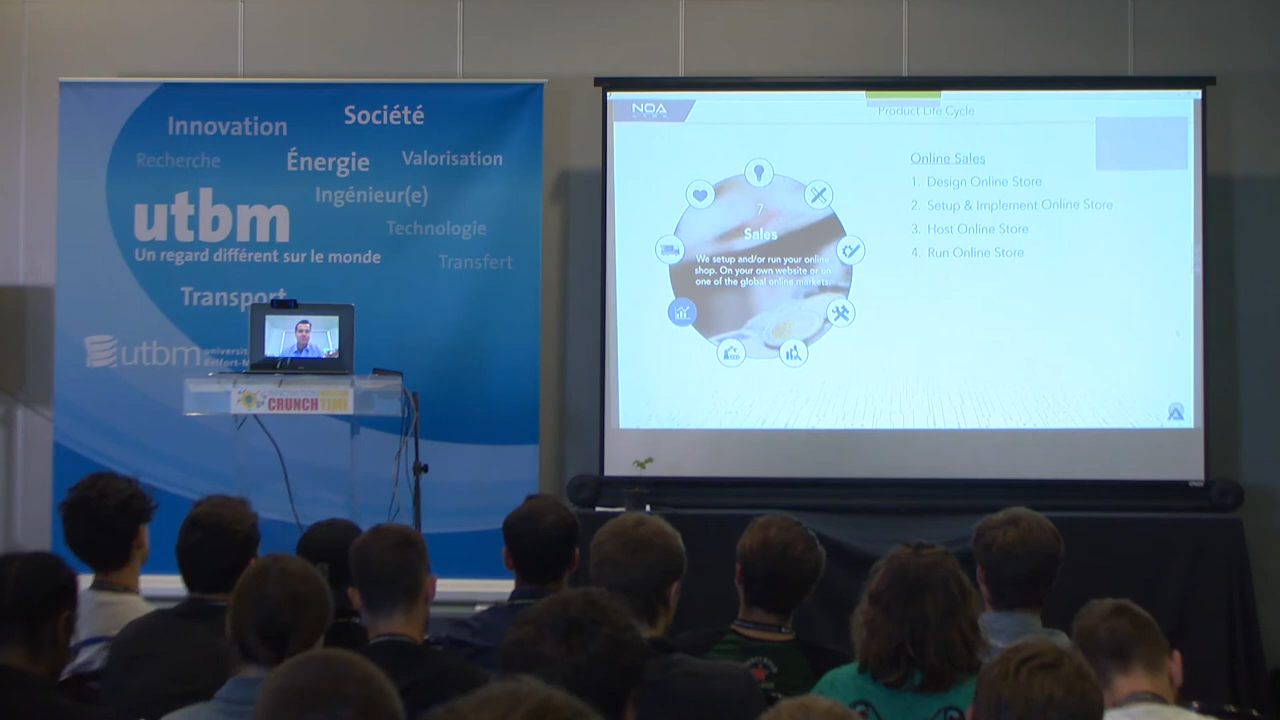 Innovation
Société
Recherche
Énergie
Valorisation
Ingénieur(e)
utbm
Technologie
Un regard différent sur le monde
Transfert
Transport
utbm
CRUNCH TIME
NOA
Product Life Cycle
7
Sales
We setup and/or run your online
shop. On your own website or on
one of the global online markets.
Online Sales
1. Design Online Store
2. Setup & Implement Online Store
3. Host Online Store
4. Run Online Store